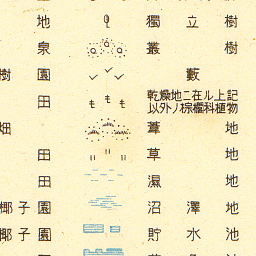 地 獨立樹
泉 叢樹
樹園 藪
田 乾燥地ニ在ル上記
以外ノ棕櫚科植物
畑 葦地
田 草地
田 濕地
椰子園 沼澤地
椰子園 貯水池